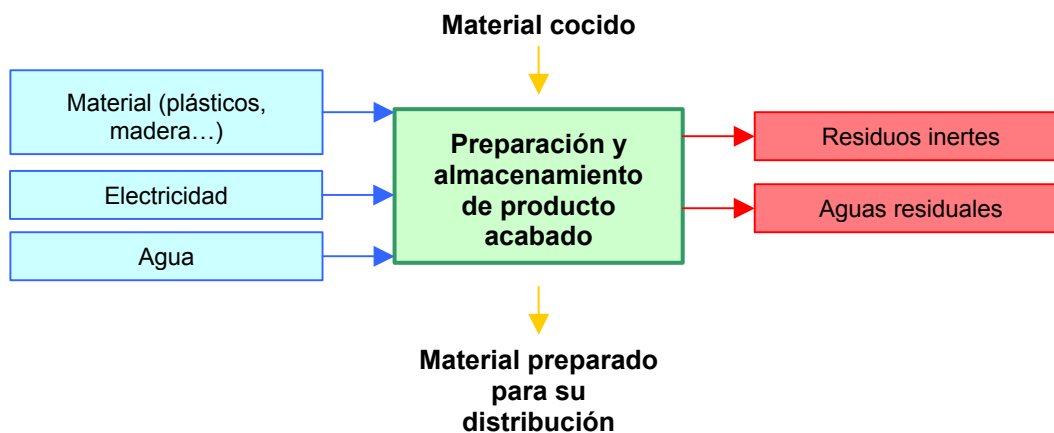 Material cocido
Material (plásticos,
madera…)
Electricidad
Agua
Preparación y
almacenamiento
de producto
acabado
Residuos inertes
Aguas residuales
Material preparado
para su
distribución